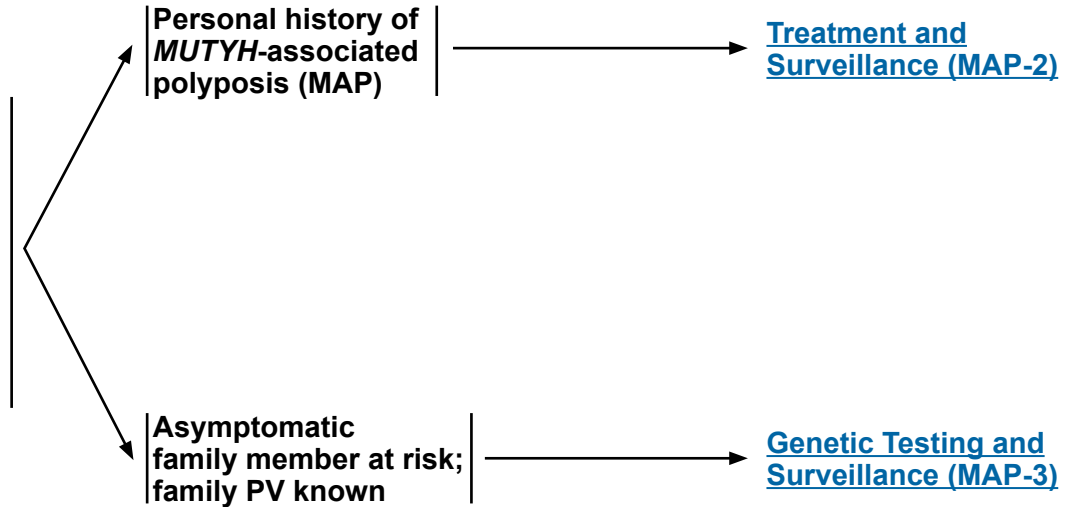 Personal history of
MUTYH-associated
polyposis (MAP)
Treatment and
Surveillance (MAP-2)
Asymptomatic
family member at risk;
family PV known
Genetic Testing and
Surveillance (MAP-3)